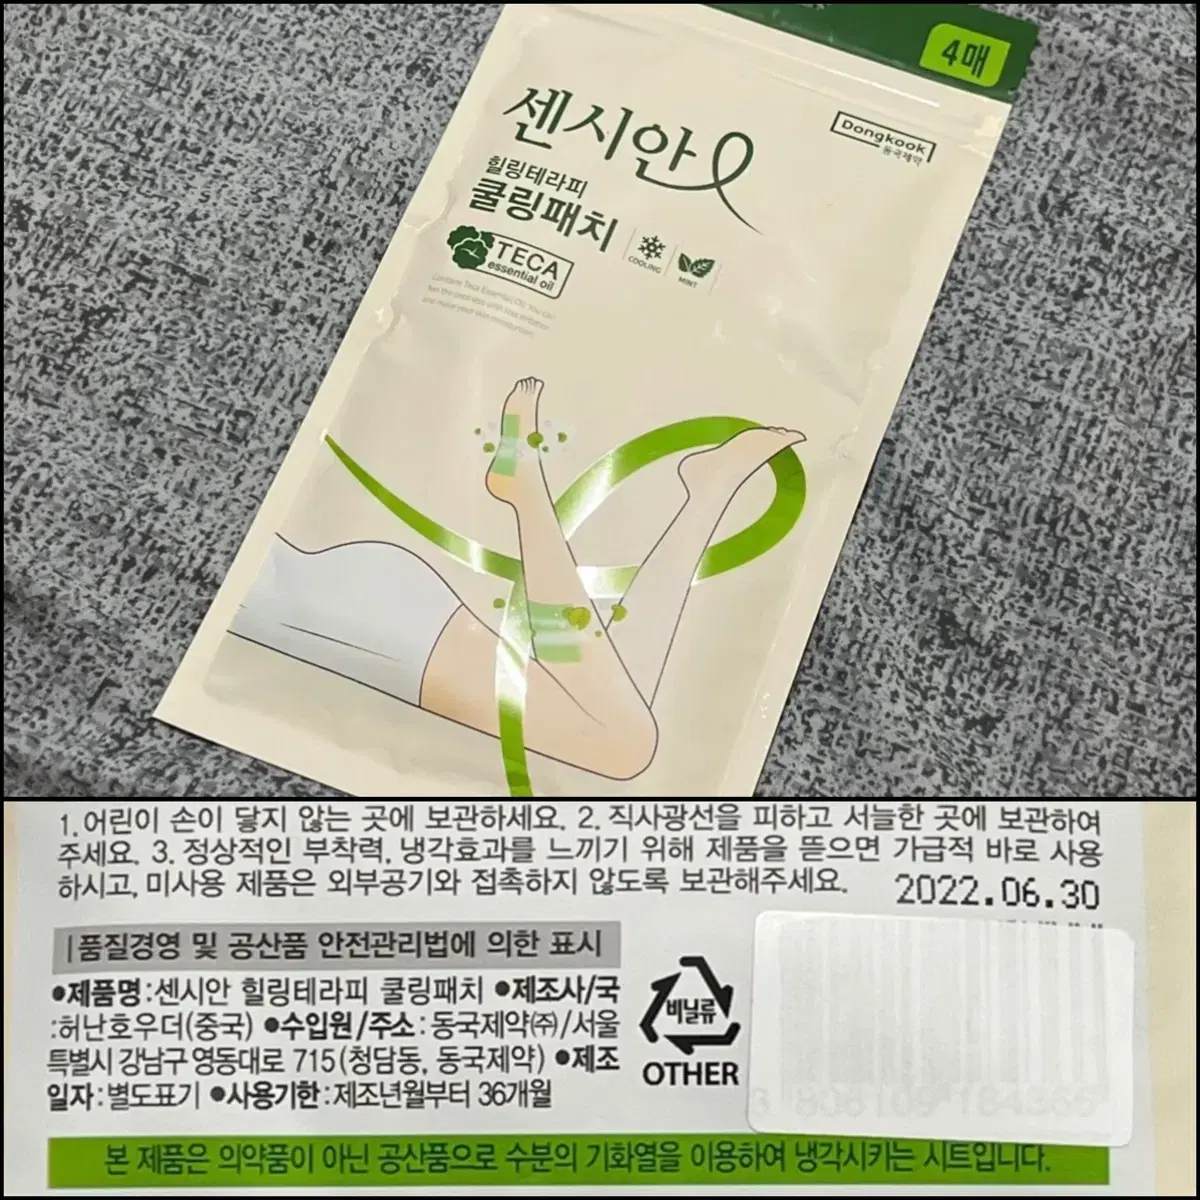 4매
Dongkook
동국제약
센시안
힐링테라피
쿨링패치
COOLING
MINT
TECA
essential oil
1. 어린이 손이 닿지 않는 곳에 보관하세요. 2. 직사광선을 피하고 서늘한 곳에 보관하여
주세요. 3. 정상적인 부착력, 냉각효과를 느끼기 위해 제품을 뜯으면 가급적 바로 사용
하시고, 미사용 제품은 외부공기와 접촉하지 않도록 보관해주세요.
2022.06.30
|품질경영 및 공산품 안전관리법에 의한 표시
●제품명:센시안 힐링테라피 쿨링패치 ●제조사/국
:허난호우더(중국) ●수입원/주소:동국제약㈜/서울
특별시 강남구 영동대로 715(청담동, 동국제약) ●제조
일자:별도표기 ●사용기한:제조년월부터 36개월
비닐류
OTHER
본 제품은 의약품이 아닌 공산품으로 수분의 기화열을 이용하여 냉각시키는 시트입니다.